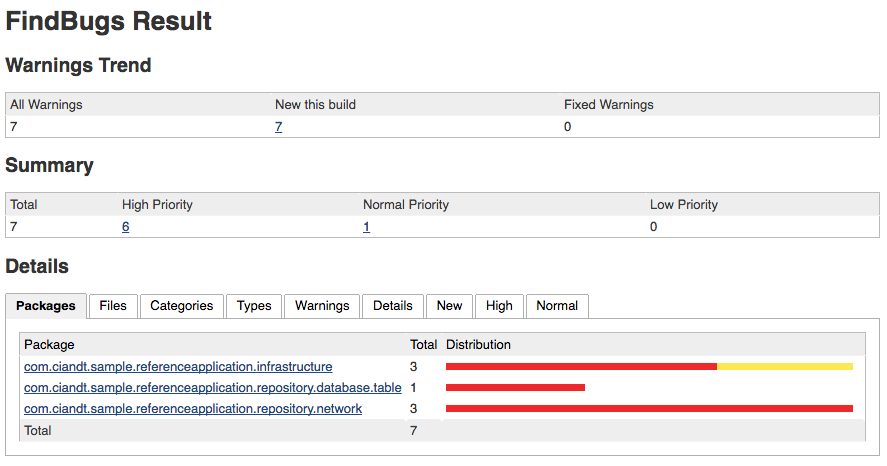 FindBugs Result
Warnings Trend
All Warnings New this build Fixed Warnings
7 7 0
Summary
Total High Priority Normal Priority Low Priority
7 6 1 0
Details
Packages Files Categories Types Warnings Details New High Normal
Package Total Distribution
com.ciandt.sample.referenceapplication.infrastructure 3
com.ciandt.sample.referenceapplication.repository.database.table 1
com.ciandt.sample.referenceapplication.repository.network 3
Total 7